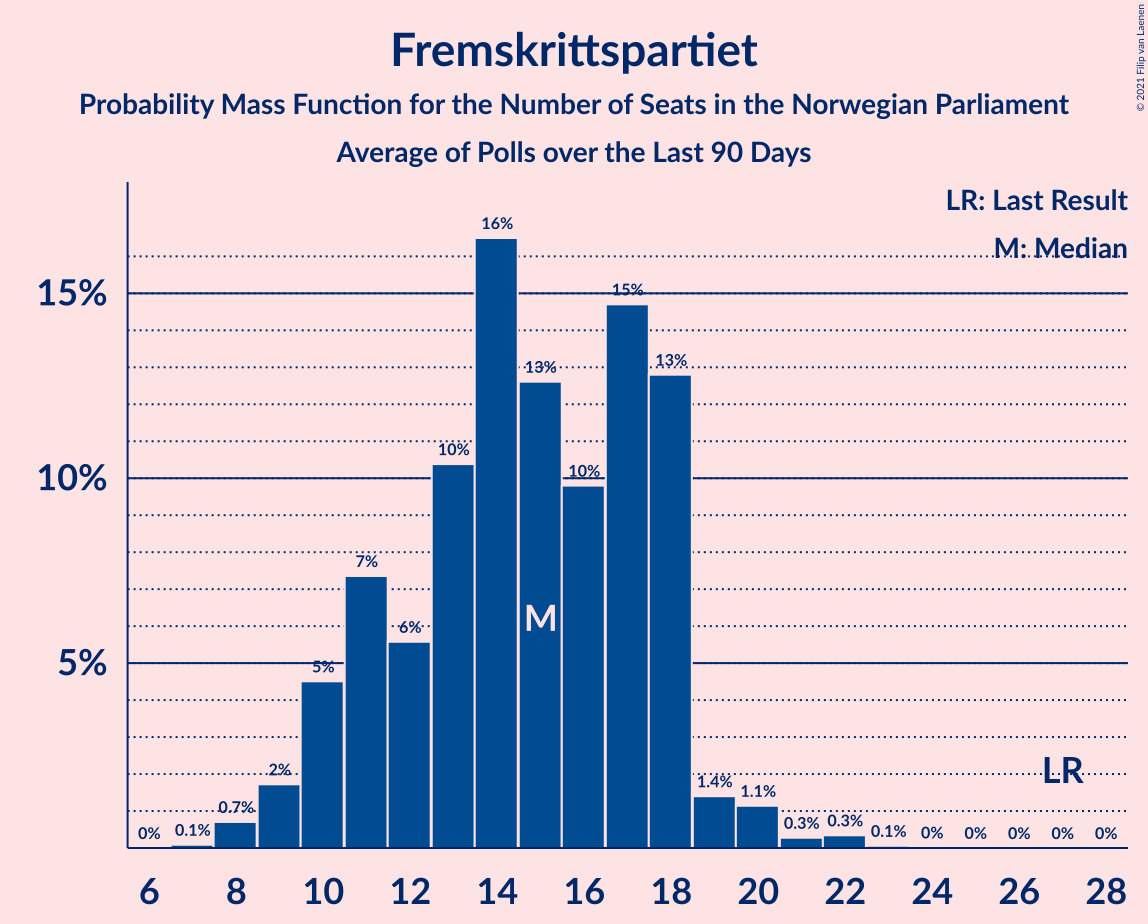 Fremskrittspartiet
Probability Mass Function for the Number of Seats in the Norwegian Parliament
Average of Polls over the Last 90 Days
© 2021 Filip van Laenen
LR: Last Result
M: Median
15%
10%
5%
0%
0.1%
0.7%
2%
5%
7%
6%
10%
16%
13%
10%
15%
13%
1.4%
1.1%
0.3%
0.3%
0.1%
0%
0%
0%
0%
0%
M
LR
6 8 10 12 14 16 18 20 22 24 26 28